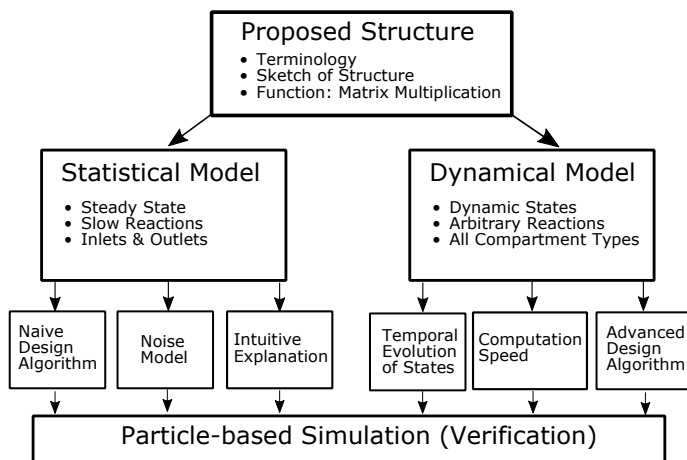 Proposed Structure
• Terminology
• Sketch of Structure
• Function: Matrix Multiplication
Statistical Model
• Steady State
• Slow Reactions
• Inlets & Outlets
Dynamical Model
• Dynamic States
• Arbitrary Reactions
• All Compartment Types
Naive
Design
Algorithm
Noise
Model
Intuitive
Explanation
Temporal
Evolution
of States
Computation
Speed
Advanced
Design
Algorithm
Particle-based Simulation (Verification)